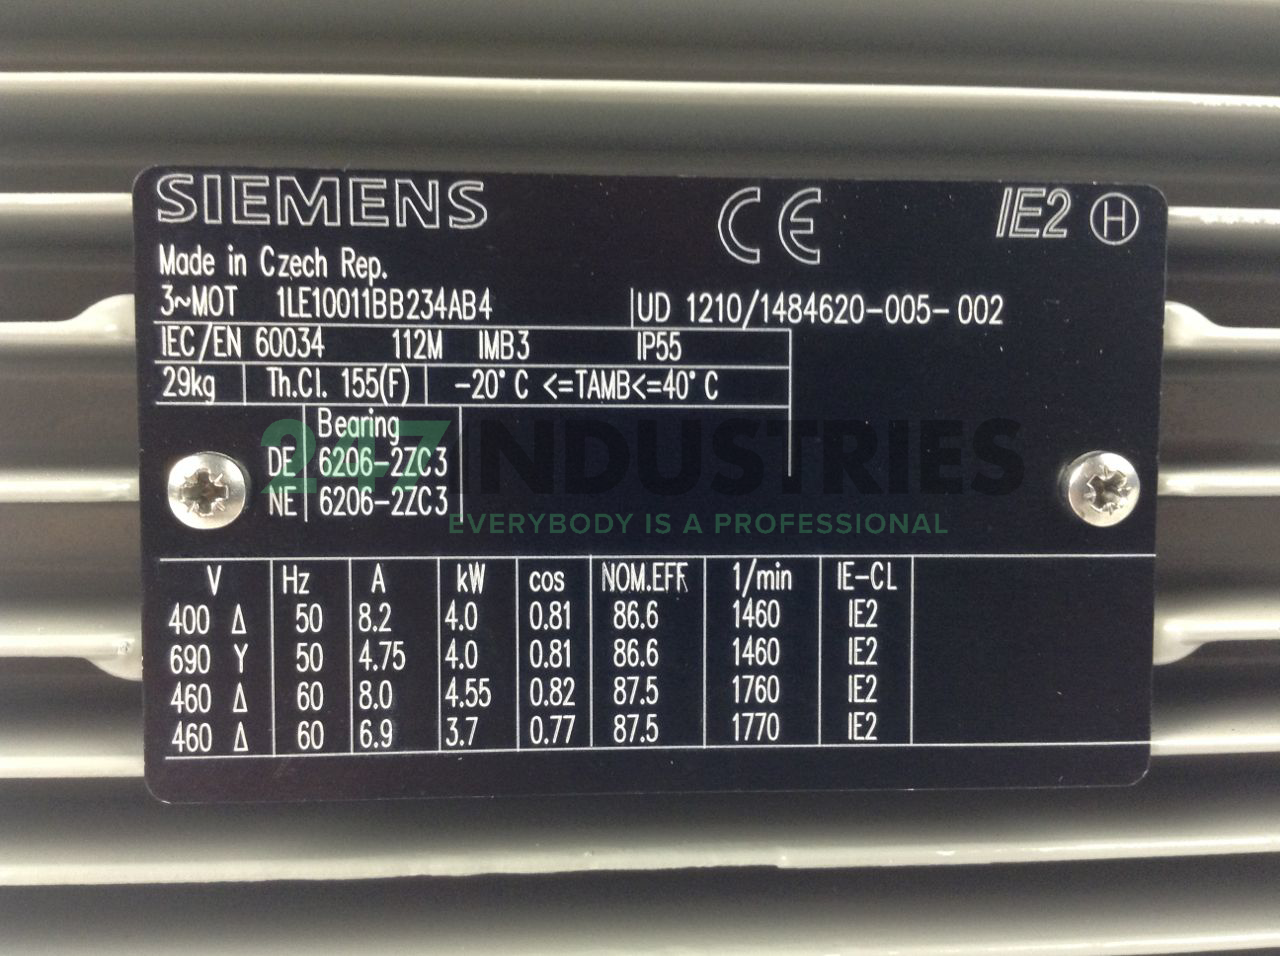 SIEMENS CE IE2 H
Made in Czech Rep.
3~MOT 1LE10011BB234AB4 UD 1210/1484620-005-002
IEC/EN 60034 112M IMB3 IP55
29kg Th.Cl. 155(F) -20°C <=TAMB<=40°C
Bearing
DE 6206-2ZC3
NE 6206-2ZC3
247 INDUSTRIES
EVERYBODY IS A PROFESSIONAL
V Hz A kW cos NOM.EFF 1/min IE-CL
400 Δ 50 8.2 4.0 0.81 86.6 1460 IE2
690 Y 50 4.75 4.0 0.81 86.6 1460 IE2
460 Δ 60 8.0 4.55 0.82 87.5 1760 IE2
460 Δ 60 6.9 3.7 0.77 87.5 1770 IE2